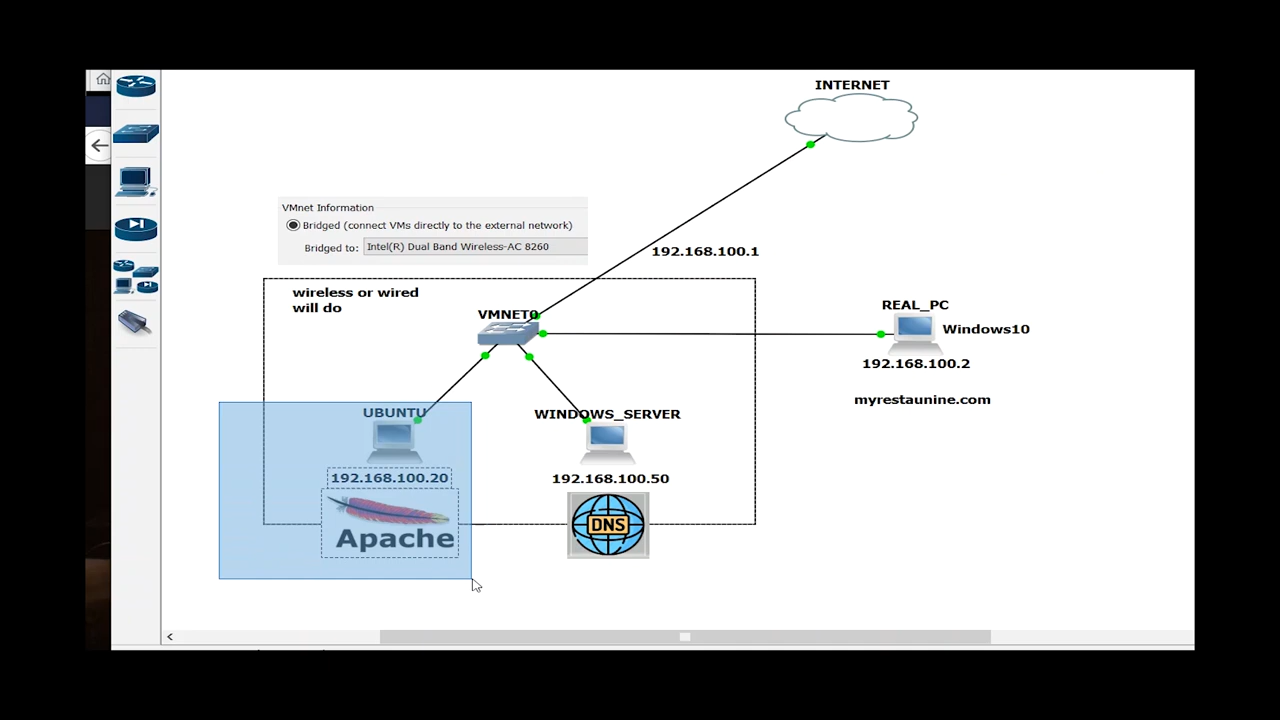 INTERNET
VMnet Information
Bridged (connect VMs directly to the external network)
Bridged to: Intel(R) Dual Band Wireless-AC 8260
192.168.100.1
wireless or wired
will do
VMNET0
REAL_PC
Windows10
192.168.100.2
myrestaunine.com
UBUNTU
WINDOWS_SERVER
192.168.100.20
192.168.100.50
Apache
DNS